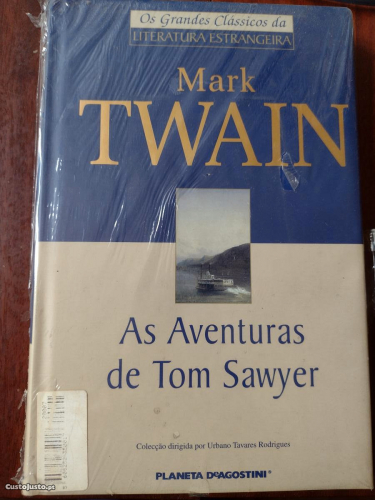 Os Grandes Clássicos da
LITERATURA ESTRANGEIRA
Mark
TWAIN
As Aventuras
de Tom Sawyer
Colecção dirigida por Urbano Tavares Rodrigues
PLANETA DeAGOSTINI
CustoJusto.pt